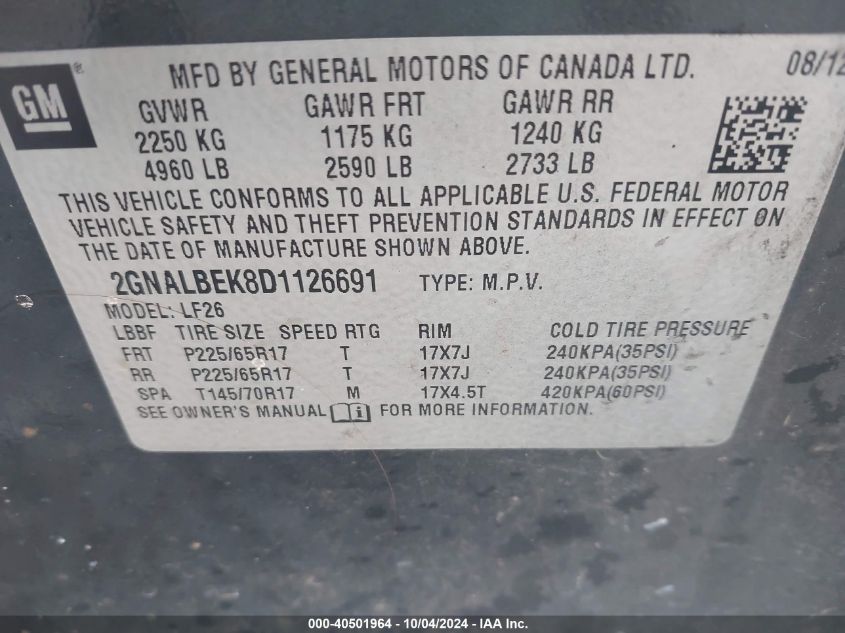 GM ®
MFD BY GENERAL MOTORS OF CANADA LTD. 08/12
GVWR GAWR FRT GAWR RR
2250 KG 1175 KG 1240 KG
4960 LB 2590 LB 2733 LB
THIS VEHICLE CONFORMS TO ALL APPLICABLE U.S. FEDERAL MOTOR
VEHICLE SAFETY AND THEFT PREVENTION STANDARDS IN EFFECT ON
THE DATE OF MANUFACTURE SHOWN ABOVE.
2GNALBEK8D1126691 TYPE: M.P.V.
MODEL: LF26
LBBF TIRE SIZE SPEED RTG RIM COLD TIRE PRESSURE
FRT P225/65R17 T 17X7J 240KPA(35PSI)
RR P225/65R17 T 17X7J 240KPA(35PSI)
SPA T145/70R17 M 17X4.5T 420KPA(60PSI)
SEE OWNER'S MANUAL i FOR MORE INFORMATION.
000-40501964 - 10/04/2024 - IAA Inc.